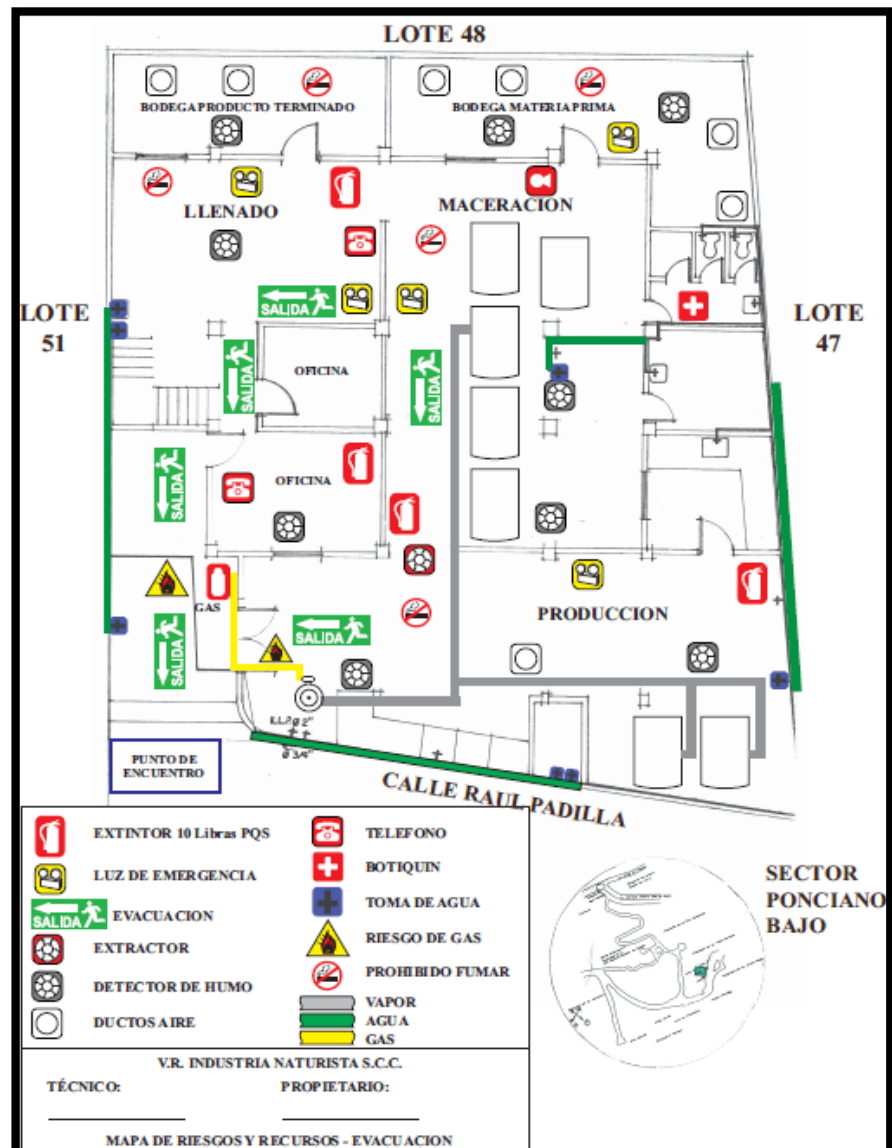 LOTE 48
BODEGA PRODUCTO TERMINADO
BODEGA MATERIA PRIMA
LLENADO
MACERACION
LOTE
51
LOTE
47
SALIDA
SALIDA
SALIDA
OFICINA
OFICINA
SALIDA
GAS
SALIDA
SALIDA
PRODUCCION
Ø 3/4"
PUNTO DE
ENCUENTRO
CALLE RAUL PADILLA
EXTINTOR 10 Libras PQS
LUZ DE EMERGENCIA
SALIDA
EVACUACION
EXTRACTOR
DETECTOR DE HUMO
DUCTOS AIRE
TELEFONO
BOTIQUIN
TOMA DE AGUA
RIESGO DE GAS
PROHIBIDO FUMAR
VAPOR
AGUA
GAS
SECTOR
PONCIANO
BAJO
V.R. INDUSTRIA NATURISTA S.C.C.
TÉCNICO: PROPIETARIO:
MAPA DE RIESGOS Y RECURSOS - EVACUACION